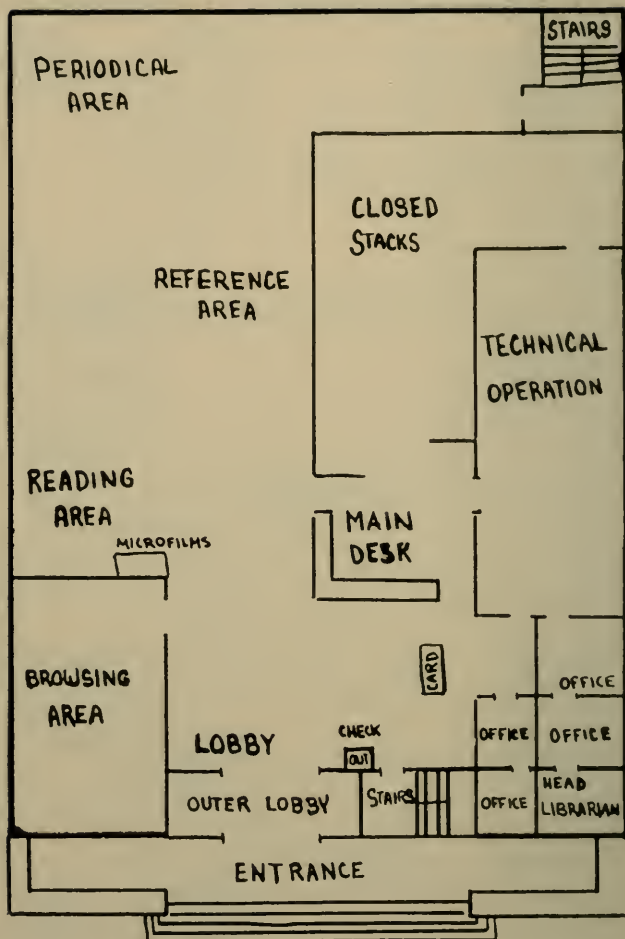 STAIRS
PERIODICAL
AREA
CLOSED
STACKS
REFERENCE
AREA
TECHNICAL
OPERATION
READING
AREA
MICROFILMS
MAIN
DESK
BROWSING
AREA
CARD
OFFICE
LOBBY
CHECK
OUT
OFFICE
OFFICE
OUTER LOBBY
STAIRS
OFFICE
HEAD
LIBRARIAN
ENTRANCE